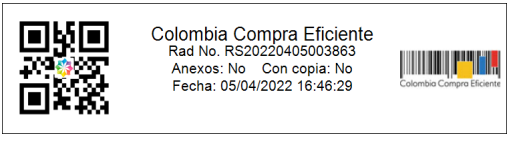 Colombia Compra Eficiente
Rad No. RS20220405003863
Anexos: No Con copia: No
Fecha: 05/04/2022 16:46:29
Colombia Compra Eficiente